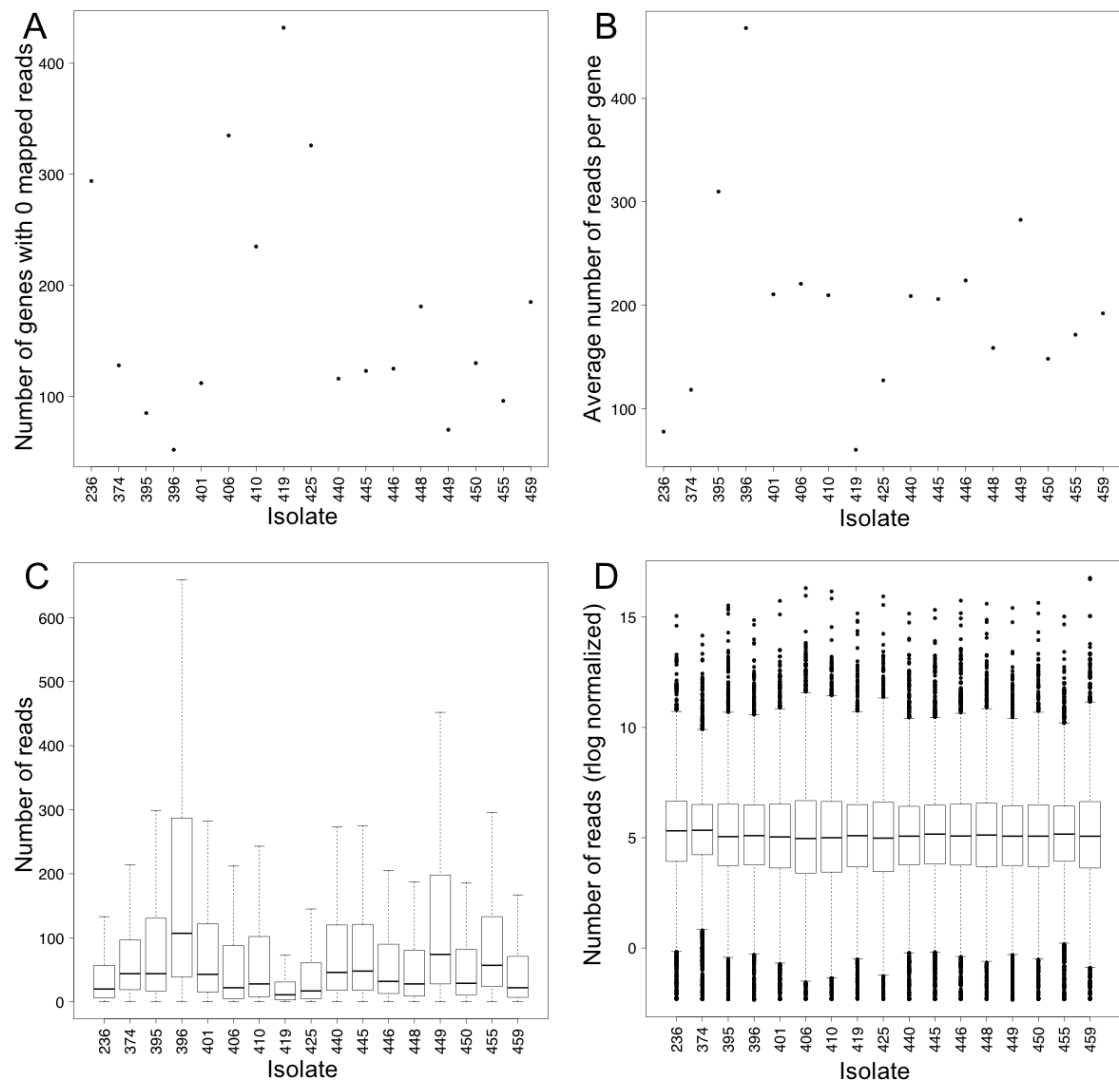 A
Number of genes with 0 mapped reads
400
300
200
100
236 374 395 396 401 406 410 419 425 440 445 446 448 449 450 455 459
Isolate
B
Average number of reads per gene
400
300
200
100
236 374 395 396 401 406 410 419 425 440 445 446 448 449 450 455 459
Isolate
C
Number of reads
600
500
400
300
200
100
0
236 374 395 396 401 406 410 419 425 440 445 446 448 449 450 455 459
Isolate
D
Number of reads (rlog normalized)
15
10
5
0
236 374 395 396 401 406 410 419 425 440 445 446 448 449 450 455 459
Isolate